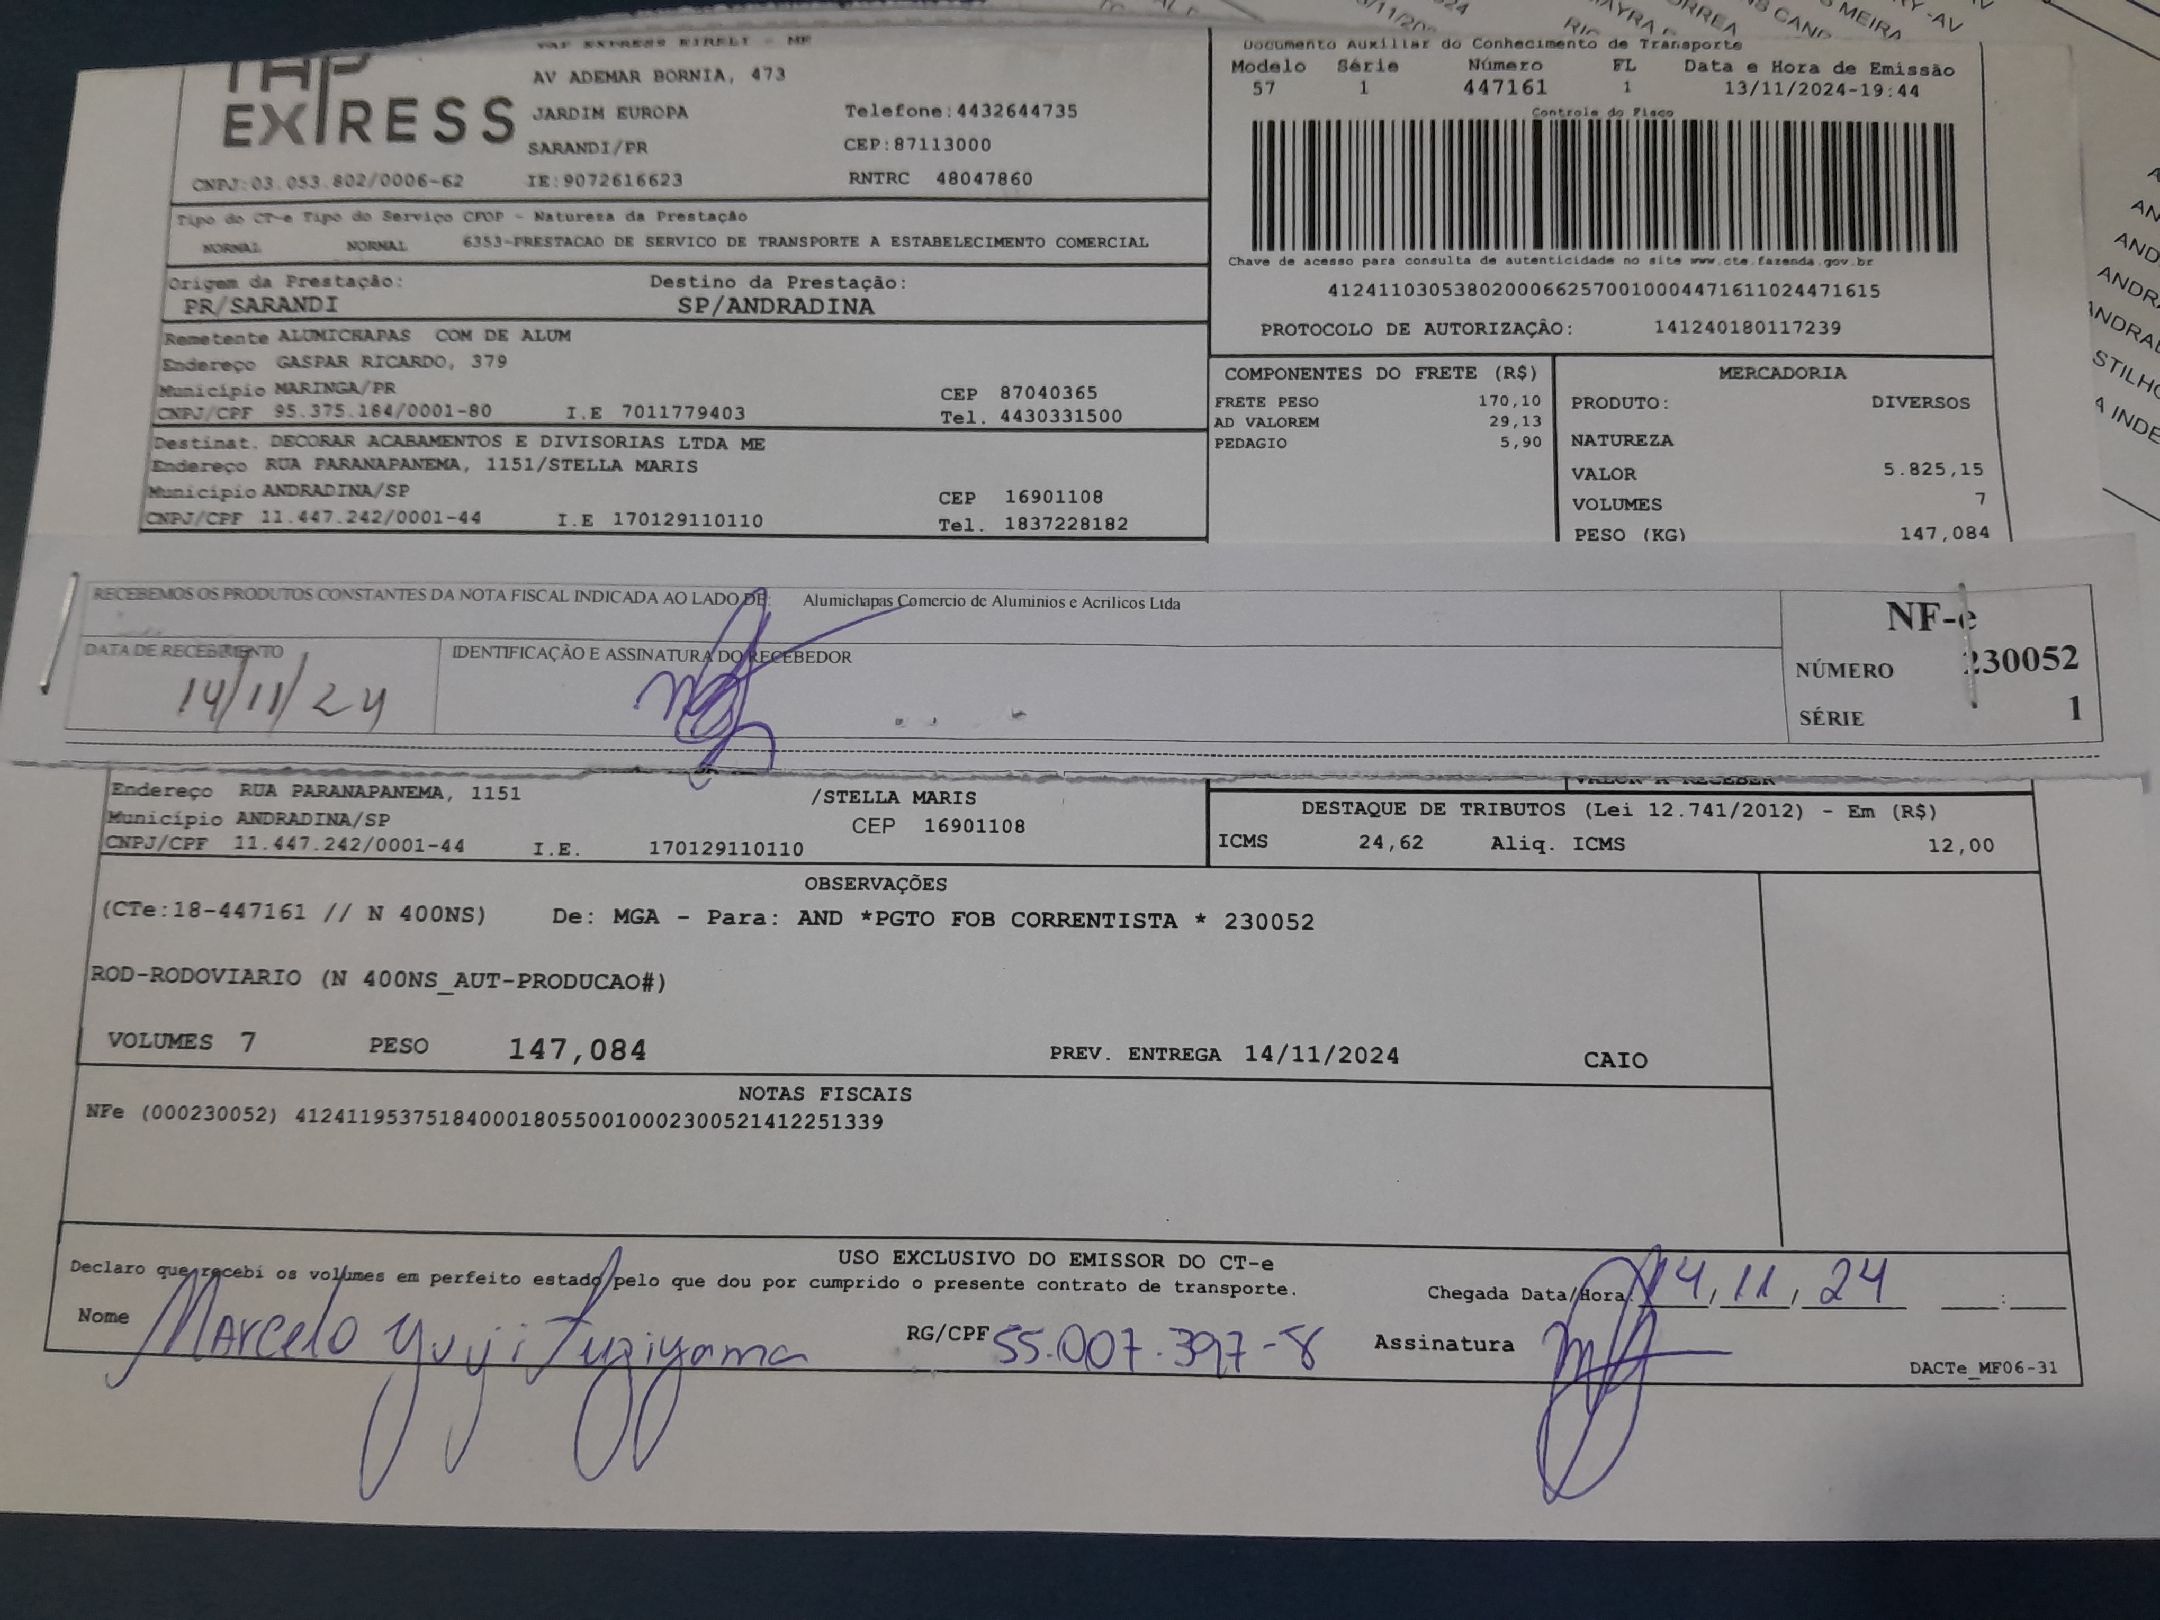 EXPRESS
AV ADEMAR BORNIA, 473
JARDIM EUROPA Telefone:4432644735
SARANDI/PR CEP:87113000
CNPJ:03.053.802/0006-62 IE:9072616623 RNTRC 48047860
Tipo do CT-e Tipo do Serviço CFOP - Natureza da Prestação
NORMAL NORMAL 6353-PRESTACAO DE SERVICO DE TRANSPORTE A ESTABELECIMENTO COMERCIAL
Origem da Prestação: Destino da Prestação:
PR/SARANDI SP/ANDRADINA
Remetente ALUMICHAPAS COM DE ALUM
Endereço GASPAR RICARDO, 379
Município MARINGA/PR CEP 87040365
CNPJ/CPF 95.375.184/0001-80 I.E 7011779403 Tel. 4430331500
Destinat. DECORAR ACABAMENTOS E DIVISORIAS LTDA ME
Endereço RUA PARANAPANEMA, 1151/STELLA MARIS
Município ANDRADINA/SP CEP 16901108
CNPJ/CPF 11.447.242/0001-44 I.E 170129110110 Tel. 1837228182
Documento Auxiliar do Conhecimento de Transporte
Modelo Série Número FL Data e Hora de Emissão
57 1 447161 1 13/11/2024-19:44
Controle do Fisco
Chave de acesso para consulta de autenticidade no site www.cte.fazenda.gov.br
41241103053802000662570010004471611024471615
PROTOCOLO DE AUTORIZAÇÂO: 141240180117239
COMPONENTES DO FRETE (R$)
FRETE PESO 170,10
AD VALOREM 29,13
PEDAGIO 5,90
MERCADORIA
PRODUTO: DIVERSOS
NATUREZA
VALOR 5.825,15
VOLUMES 7
PESO (KG) 147,084
RECEBEMOS OS PRODUTOS CONSTANTES DA NOTA FISCAL INDICADA AO LADO DE: Alumichapas Comercio de Aluminios e Acrilicos Ltda
DATA DE RECEBIMENTO IDENTIFICAÇÃO E ASSINATURA DO RECEBEDOR
14/11/24
NF-e
NÚMERO 230052
SÉRIE 1
VALOR A RECEBER
Endereço RUA PARANAPANEMA, 1151 /STELLA MARIS
Município ANDRADINA/SP CEP 16901108
CNPJ/CPF 11.447.242/0001-44 I.E. 170129110110
DESTAQUE DE TRIBUTOS (Lei 12.741/2012) - Em (R$)
ICMS 24,62 Aliq. ICMS 12,00
OBSERVAÇÕES
(CTe:18-447161 // N 400NS) De: MGA - Para: AND *PGTO FOB CORRENTISTA * 230052
ROD-RODOVIARIO (N 400NS_AUT-PRODUCAO#)
VOLUMES 7 PESO 147,084 PREV. ENTREGA 14/11/2024 CAIO
NOTAS FISCAIS
NFe (000230052) 41241195375184000180550010002300521412251339
USO EXCLUSIVO DO EMISSOR DO CT-e
Declaro que recebi os volumes em perfeito estado pelo que dou por cumprido o presente contrato de transporte.
Chegada Data/Hora: 14, 11, 24 :
Nome Marcelo Yuji Fugiyama RG/CPF 55.007.397-8 Assinatura
DACTe_MF06-31